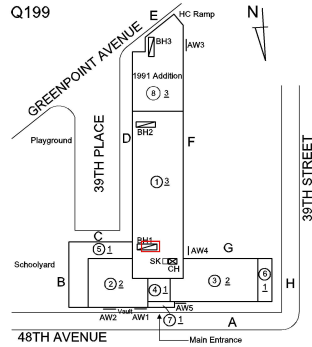 Q199
E
HC Ramp
N
GREENPOINT AVENUE
BH3
AW3
1991 Addition
8 3
BH2
Playground
39TH PLACE
D
F
39TH STREET
1 3
BH1
C
5 1
AW4
G
SK
CH
Schoolyard
B
2 2
4 1
3 2
6
1
H
Vault
AW2
AW1
AW5
7 1
A
48TH AVENUE
Main Entrance